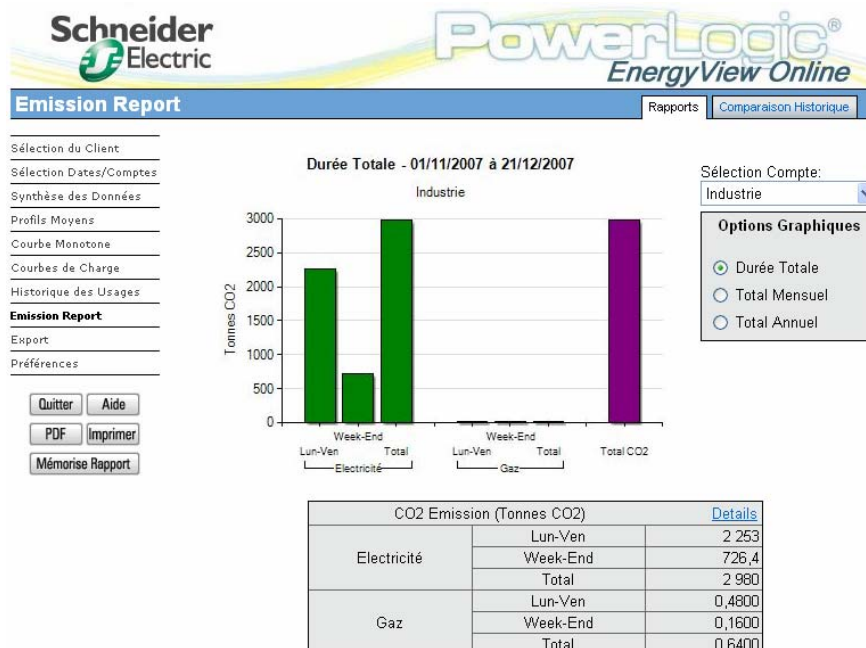 Schneider
Electric
PowerLogic®
EnergyView Online
Emission Report
Rapports
Comparaison Historique
Sélection du Client
Sélection Dates/Comptes
Synthèse des Données
Profils Moyens
Courbe Monotone
Courbes de Charge
Historique des Usages
Emission Report
Export
Préférences
Quitter Aide
PDF Imprimer
Mémorise Rapport
Durée Totale - 01/11/2007 à 21/12/2007
Industrie
Tonnes CO2
3000
2500
2000
1500
1000
500
0
Week-End Week-End
Lun-Ven Total Lun-Ven Total Total CO2
Electricité Gaz
Sélection Compte:
Industrie
Options Graphiques
Durée Totale
Total Mensuel
Total Annuel
CO2 Emission (Tonnes CO2) Details
Lun-Ven 2 253
Electricité Week-End 726,4
Total 2 980
Lun-Ven 0,4800
Gaz Week-End 0,1600
Total 0,6400